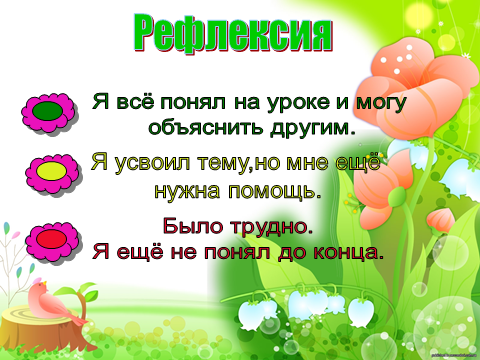 Рефлексия
Я всё понял на уроке и могу
объяснить другим.
Я усвоил тему,но мне ещё
нужна помощь.
Было трудно.
Я ещё не понял до конца.